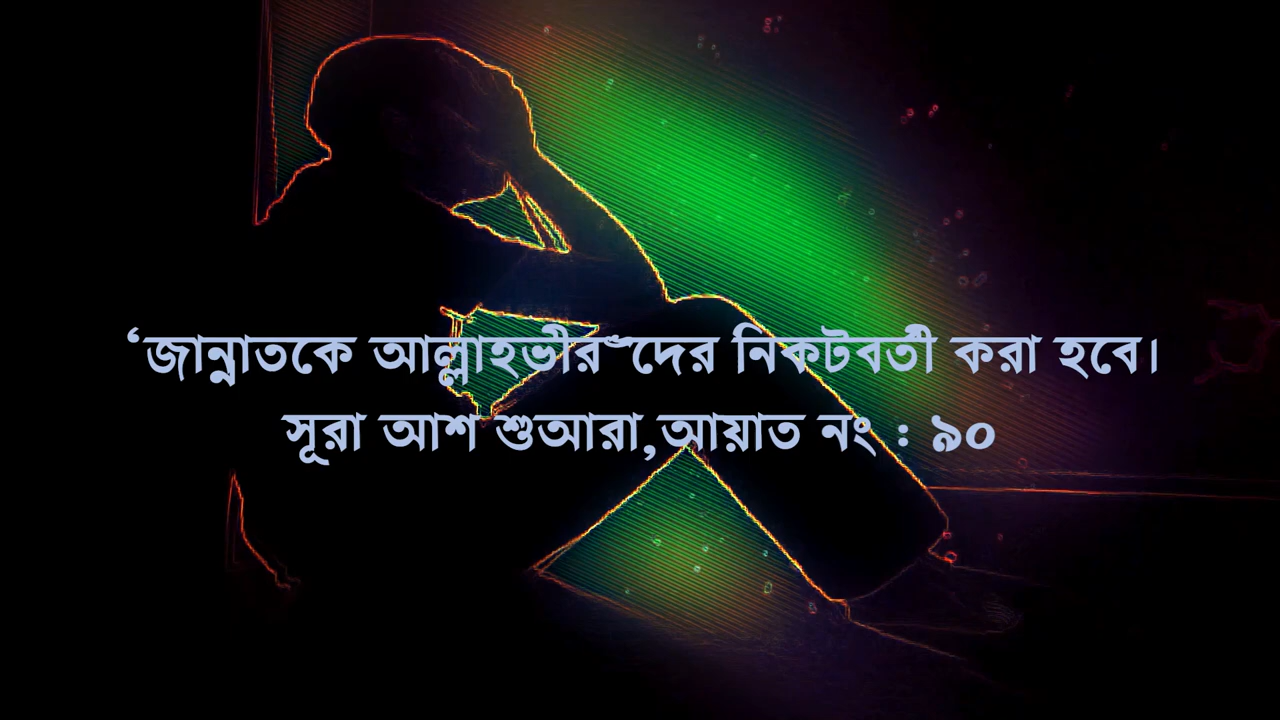 ‘জান্নাতকে আল্লাহভীরু“দের নিকটবর্তী করা হবে।
সূরা আশ শুআরা,আয়াত নং : ৯০